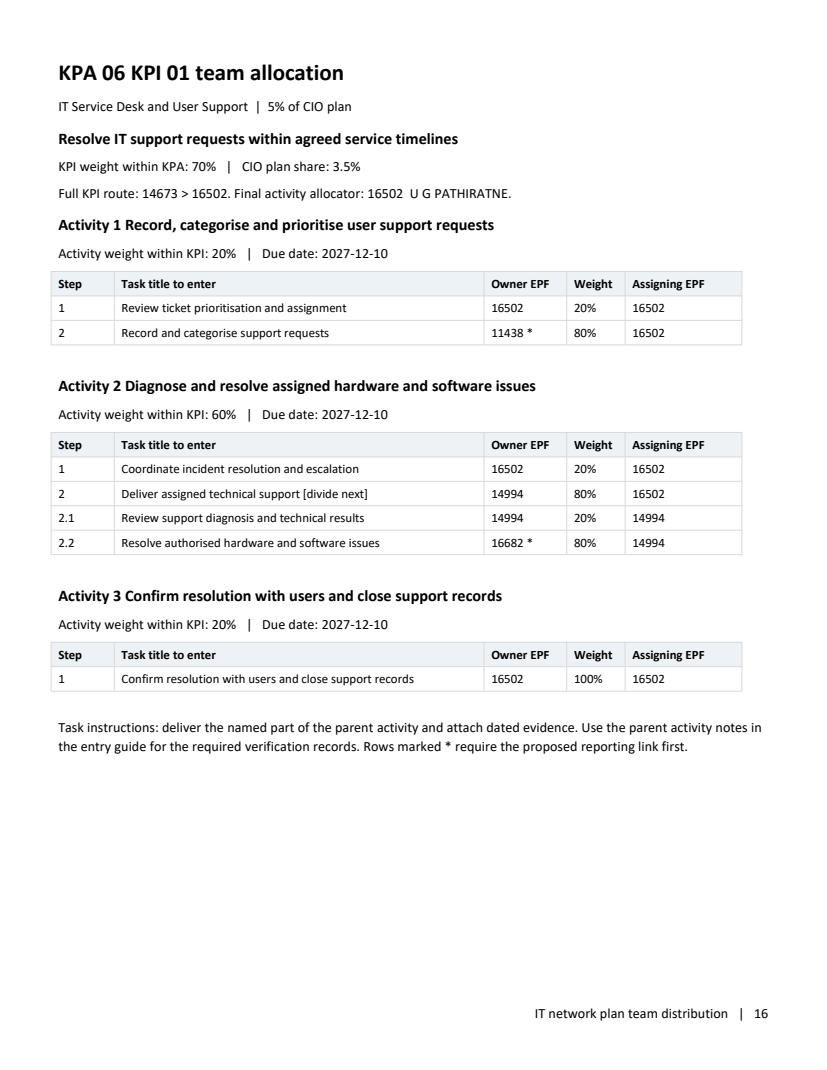 KPA 06 KPI 01 team allocation
IT Service Desk and User Support | 5% of CIO plan
Resolve IT support requests within agreed service timelines
KPI weight within KPA: 70% | CIO plan share: 3.5%
Full KPI route: 14673 > 16502. Final activity allocator: 16502 U G PATHIRATNE.
Activity 1 Record, categorise and prioritise user support requests
Activity weight within KPI: 20% | Due date: 2027-12-10
Step Task title to enter Owner EPF Weight Assigning EPF
1 Review ticket prioritisation and assignment 16502 20% 16502
2 Record and categorise support requests 11438 * 80% 16502
Activity 2 Diagnose and resolve assigned hardware and software issues
Activity weight within KPI: 60% | Due date: 2027-12-10
Step Task title to enter Owner EPF Weight Assigning EPF
1 Coordinate incident resolution and escalation 16502 20% 16502
2 Deliver assigned technical support [divide next] 14994 80% 16502
2.1 Review support diagnosis and technical results 14994 20% 14994
2.2 Resolve authorised hardware and software issues 16682 * 80% 14994
Activity 3 Confirm resolution with users and close support records
Activity weight within KPI: 20% | Due date: 2027-12-10
Step Task title to enter Owner EPF Weight Assigning EPF
1 Confirm resolution with users and close support records 16502 100% 16502
Task instructions: deliver the named part of the parent activity and attach dated evidence. Use the parent activity notes in
the entry guide for the required verification records. Rows marked * require the proposed reporting link first.
IT network plan team distribution | 16